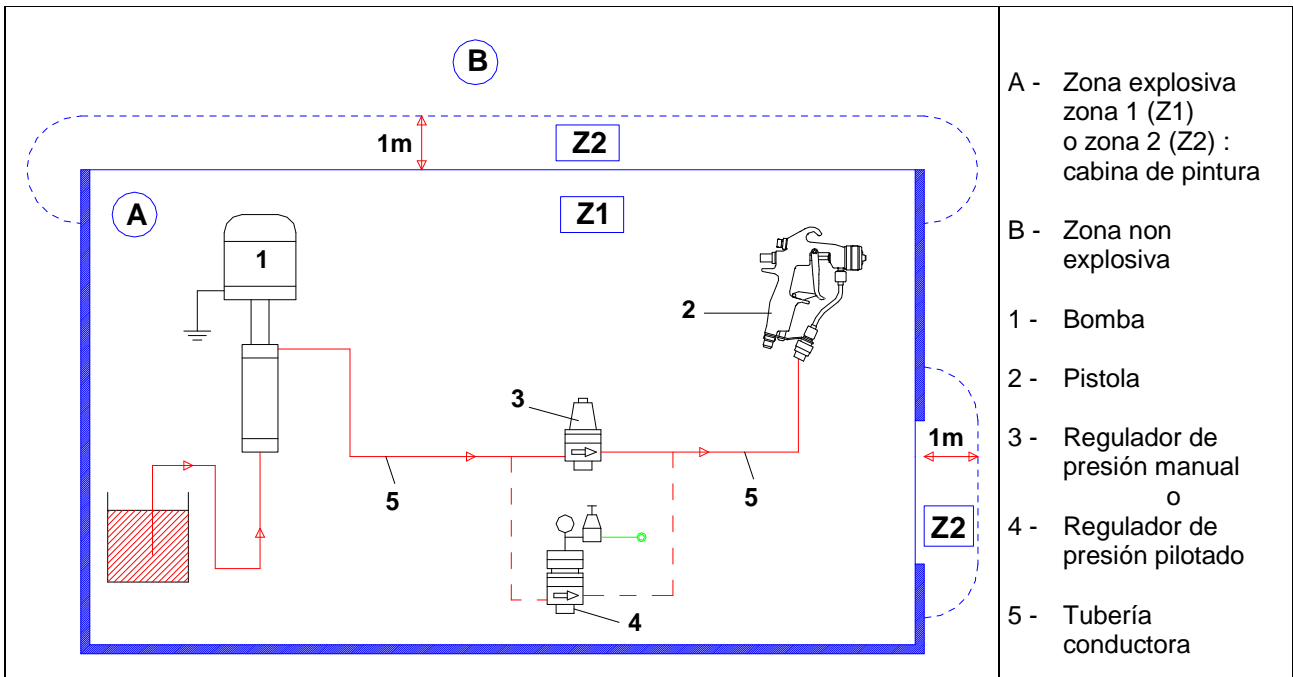 B
1m
Z2
A
Z1
1
2
3
1m
5
5
Z2
4
A - Zona explosiva
zona 1 (Z1)
o zona 2 (Z2) :
cabina de pintura
B - Zona non
explosiva
1 - Bomba
2 - Pistola
3 - Regulador de
presión manual
o
4 - Regulador de
presión pilotado
5 - Tubería
conductora